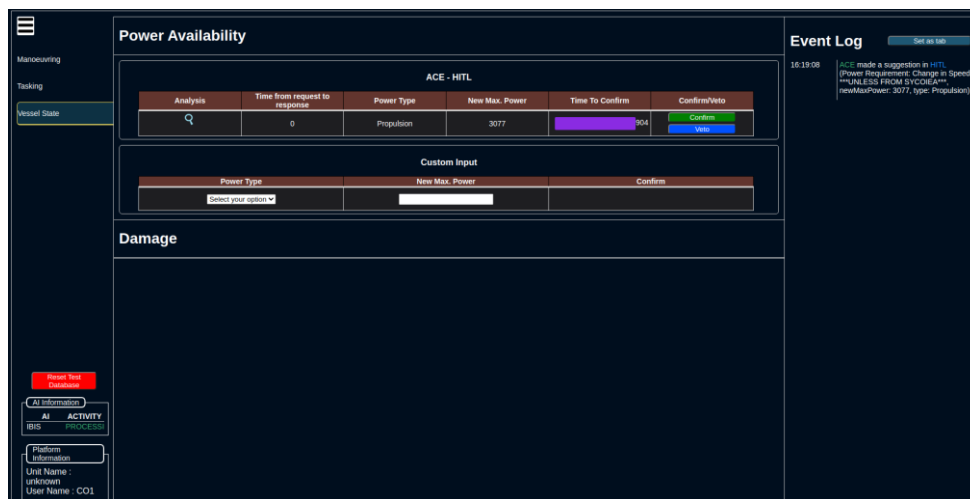 Manoeuvring
Tasking
Vessel State
Reset Test
Database
AI Information
AI ACTIVITY
IBIS PROCESSI
Platform
Information
Unit Name :
unknown
User Name : CO1
Power Availability
ACE - HITL
Analysis Time from request to response Power Type New Max. Power Time To Confirm Confirm/Veto
0 Propulsion 3077 904 Confirm
Veto
Custom Input
Power Type New Max. Power Confirm
Select your option
Damage
Event Log Set as tab
16:19:08 ACE made a suggestion in HITL
(Power Requirement: Change in Speed
***UNLESS FROM SYCOIEA***,
newMaxPower: 3077, type: Propulsion)